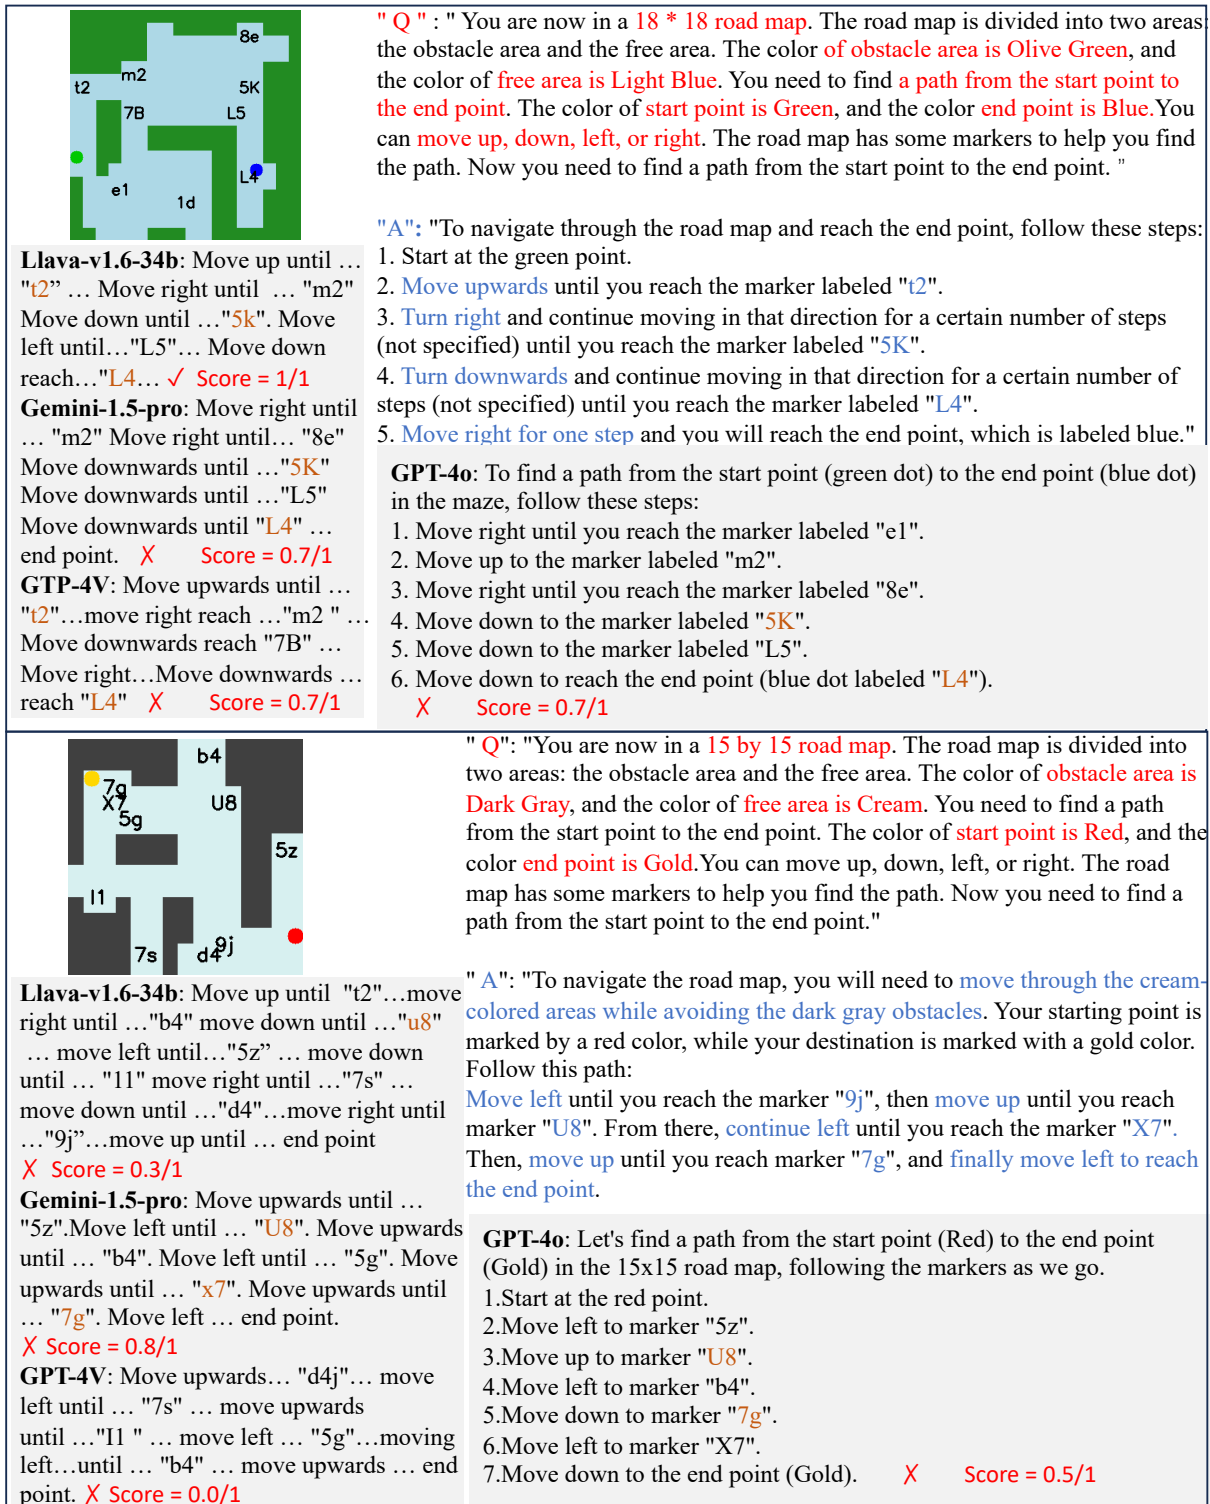 8e
m2
t2
5K
7B
L5
L4
e1
1d
" Q " : " You are now in a 18 * 18 road map. The road map is divided into two areas:
the obstacle area and the free area. The color of obstacle area is Olive Green, and
the color of free area is Light Blue. You need to find a path from the start point to
the end point. The color of start point is Green, and the color end point is Blue.You
can move up, down, left, or right. The road map has some markers to help you find
the path. Now you need to find a path from the start point to the end point. "
"A": "To navigate through the road map and reach the end point, follow these steps:
1. Start at the green point.
2. Move upwards until you reach the marker labeled "t2".
3. Turn right and continue moving in that direction for a certain number of steps
(not specified) until you reach the marker labeled "5K".
4. Turn downwards and continue moving in that direction for a certain number of
steps (not specified) until you reach the marker labeled "L4".
5. Move right for one step and you will reach the end point, which is labeled blue."
Llava-v1.6-34b: Move up until …
"t2” … Move right until … "m2"
Move down until …"5k". Move
left until…"L5"… Move down
reach…"L4… ✓ Score = 1/1
Gemini-1.5-pro: Move right until
… "m2" Move right until… "8e"
Move downwards until …"5K"
Move downwards until …"L5"
Move downwards until "L4" …
end point. ✗ Score = 0.7/1
GTP-4V: Move upwards until …
"t2"…move right reach …"m2 " …
Move downwards reach "7B" …
Move right…Move downwards …
reach "L4" ✗ Score = 0.7/1
GPT-4o: To find a path from the start point (green dot) to the end point (blue dot)
in the maze, follow these steps:
1. Move right until you reach the marker labeled "e1".
2. Move up to the marker labeled "m2".
3. Move right until you reach the marker labeled "8e".
4. Move down to the marker labeled "5K".
5. Move down to the marker labeled "L5".
6. Move down to reach the end point (blue dot labeled "L4").
✗ Score = 0.7/1
b4
7g
X7
U8
5g
5z
l1
9j
7s
d4
" Q": "You are now in a 15 by 15 road map. The road map is divided into
two areas: the obstacle area and the free area. The color of obstacle area is
Dark Gray, and the color of free area is Cream. You need to find a path
from the start point to the end point. The color of start point is Red, and the
color end point is Gold.You can move up, down, left, or right. The road
map has some markers to help you find the path. Now you need to find a
path from the start point to the end point."
" A": "To navigate the road map, you will need to move through the cream-
colored areas while avoiding the dark gray obstacles. Your starting point is
marked by a red color, while your destination is marked with a gold color.
Follow this path:
Move left until you reach the marker "9j", then move up until you reach
marker "U8". From there, continue left until you reach the marker "X7".
Then, move up until you reach marker "7g", and finally move left to reach
the end point.
Llava-v1.6-34b: Move up until "t2"…move
right until …"b4" move down until …"u8"
… move left until…"5z” … move down
until … "11" move right until …"7s" …
move down until …"d4"…move right until
…"9j”…move up until … end point
✗ Score = 0.3/1
Gemini-1.5-pro: Move upwards until …
"5z".Move left until … "U8". Move upwards
until … "b4". Move left until … "5g". Move
upwards until … "x7". Move upwards until
… "7g". Move left … end point.
✗ Score = 0.8/1
GPT-4V: Move upwards… "d4j"… move
left until … "7s" … move upwards
until …"I1 " … move left … "5g"…moving
left…until … "b4" … move upwards … end
point. ✗ Score = 0.0/1
GPT-4o: Let's find a path from the start point (Red) to the end point
(Gold) in the 15x15 road map, following the markers as we go.
1.Start at the red point.
2.Move left to marker "5z".
3.Move up to marker "U8".
4.Move left to marker "b4".
5.Move down to marker "7g".
6.Move left to marker "X7".
7.Move down to the end point (Gold). ✗ Score = 0.5/1